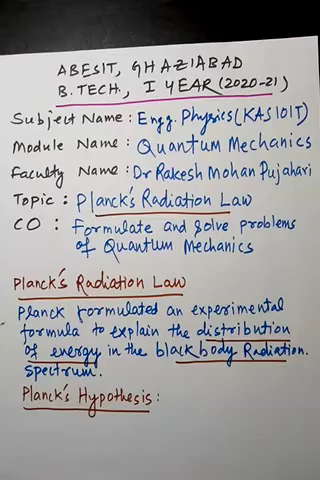 ABESIT, GHAZIABAD
B. TECH., I YEAR (2020-21)
Subject Name : Engg. Physics (KAS101T)
Module Name : Quantum Mechanics
Faculty Name : Dr Rakesh Mohan Pujahari
Topic : Planck's Radiation Law
CO : Formulate and solve problems
of Quantum Mechanics
Planck's Radiation Law
Planck formulated an experimental
formula to explain the distribution
of energy in the blackbody Radiation
Spectrum.
Planck's Hypothesis :